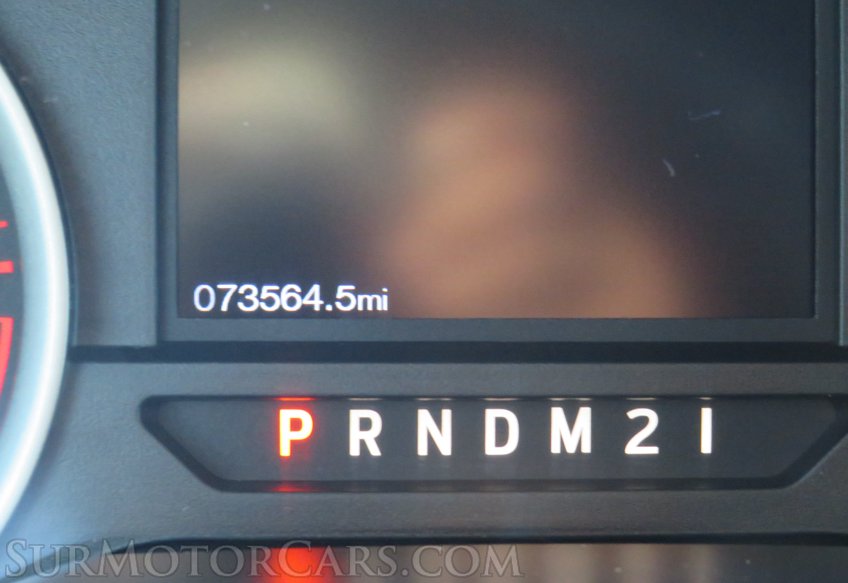 073564.5mi
P R N D M 2 1
SURMOTORCARS.COM